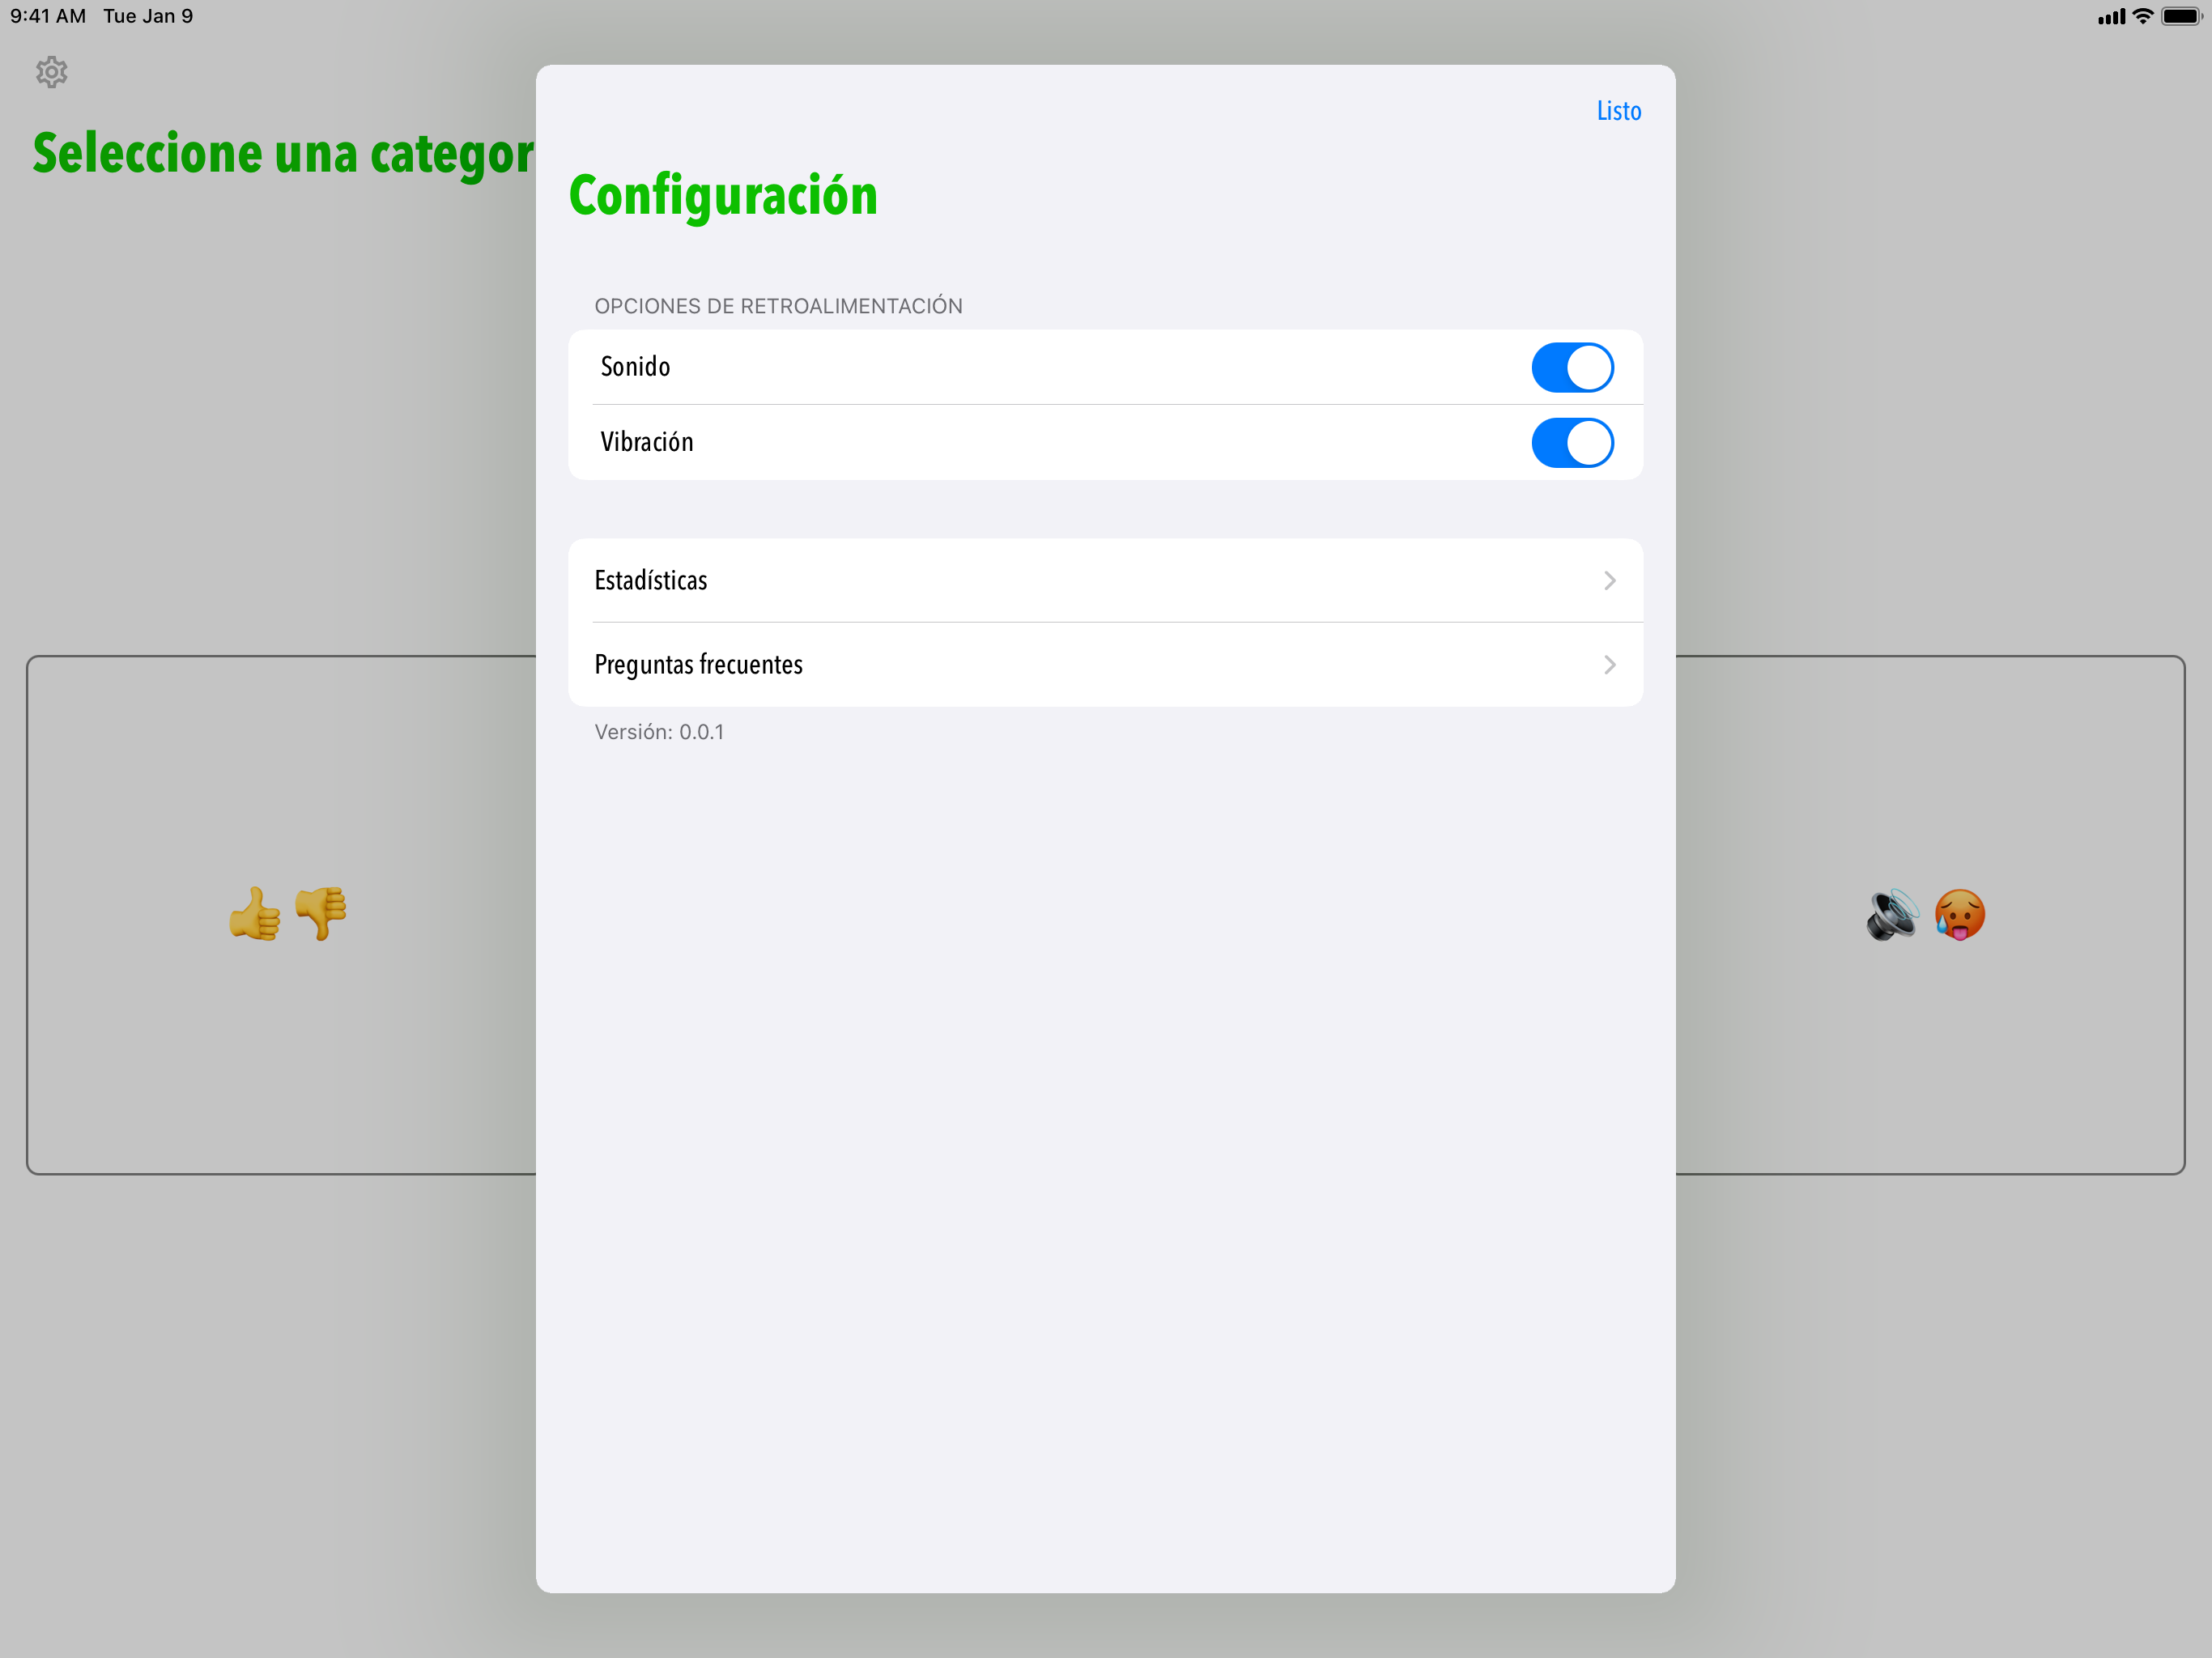 9:41 AM Tue Jan 9
Listo
Seleccione una categor
Configuración
OPCIONES DE RETROALIMENTACIÓN
Sonido
Vibración
Estadísticas
Preguntas frecuentes
Versión: 0.0.1